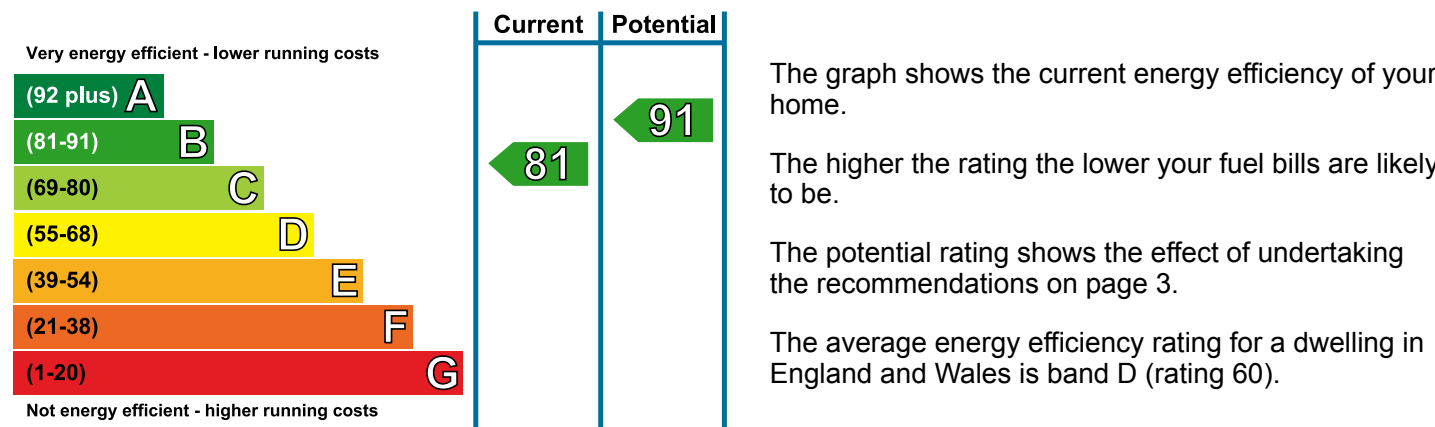 Current Potential
Very energy efficient - lower running costs
(92 plus) A
(81-91) B
(69-80) C
(55-68) D
(39-54) E
(21-38) F
(1-20) G
Not energy efficient - higher running costs
81
91
The graph shows the current energy efficiency of your
home.
The higher the rating the lower your fuel bills are likely
to be.
The potential rating shows the effect of undertaking
the recommendations on page 3.
The average energy efficiency rating for a dwelling in
England and Wales is band D (rating 60).